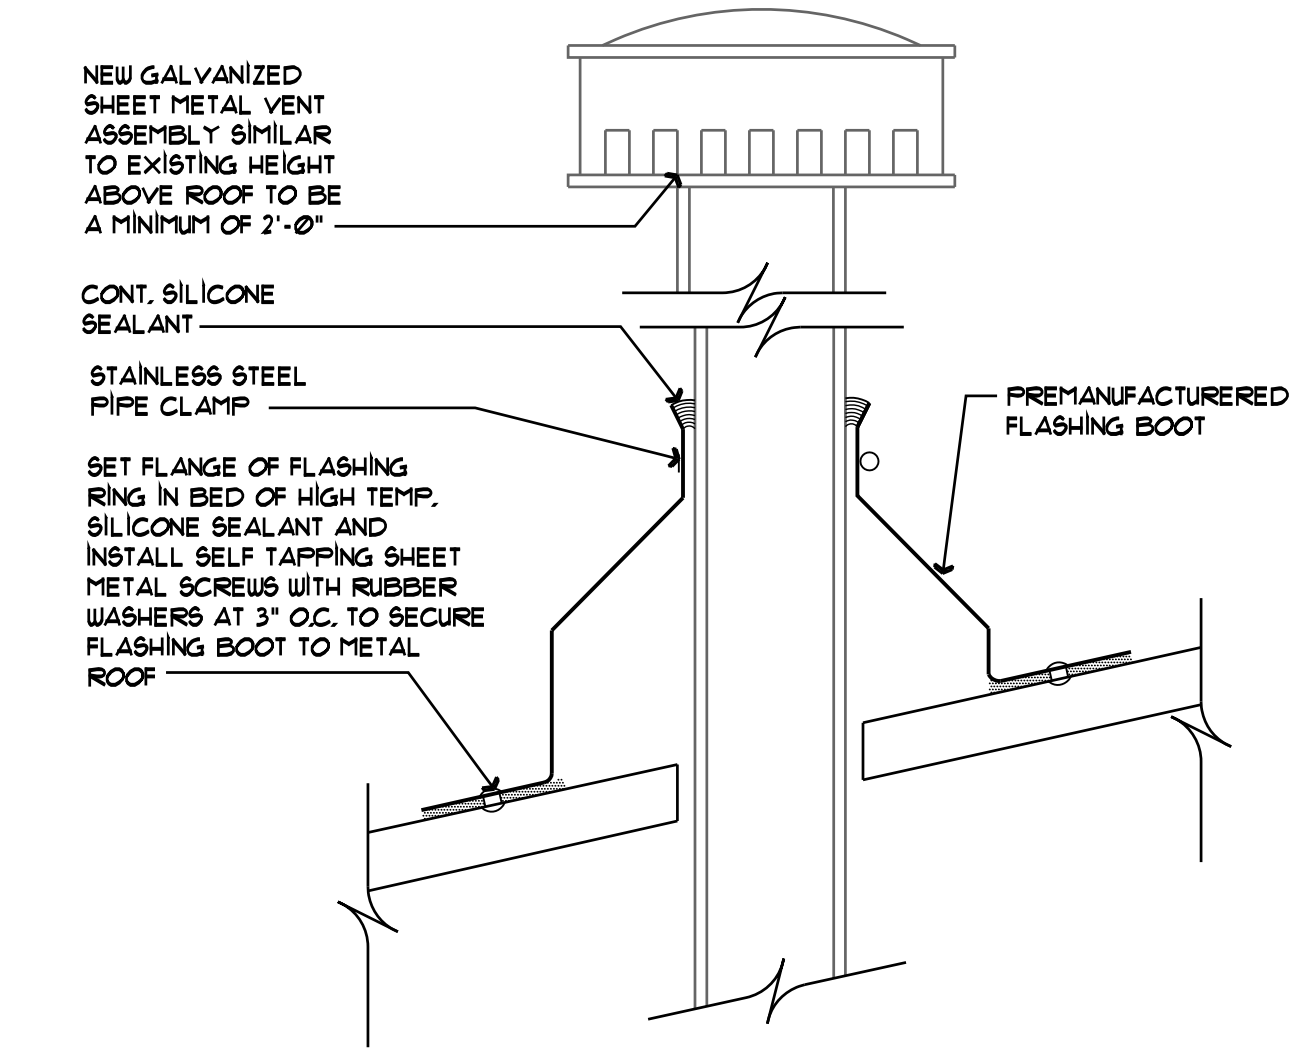 NEW GALVANIZED
SHEET METAL VENT
ASSEMBLY SIMILAR
TO EXISTING HEIGHT
ABOVE ROOF TO BE
A MINIMUM OF 2'-0"
CONT. SILICONE
SEALANT
STAINLESS STEEL
PIPE CLAMP
PREMANUFACTURERED
FLASHING BOOT
SET FLANGE OF FLASHING
RING IN BED OF HIGH TEMP.
SILICONE SEALANT AND
INSTALL SELF TAPPING SHEET
METAL SCREWS WITH RUBBER
WASHERS AT 3" O.C. TO SECURE
FLASHING BOOT TO METAL
ROOF